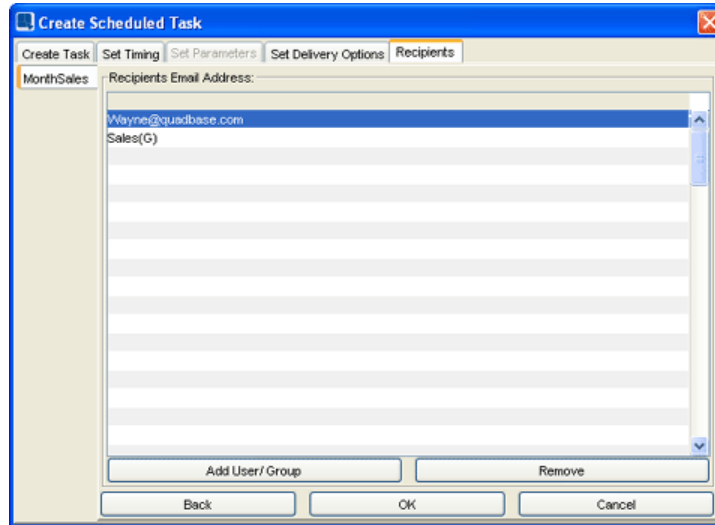 Create Scheduled Task
Create Task Set Timing Set Parameters Set Delivery Options Recipients
MonthSales Recipients Email Address:
Wayne@quadbase.com
Sales(G)
Add User/ Group Remove
Back OK Cancel